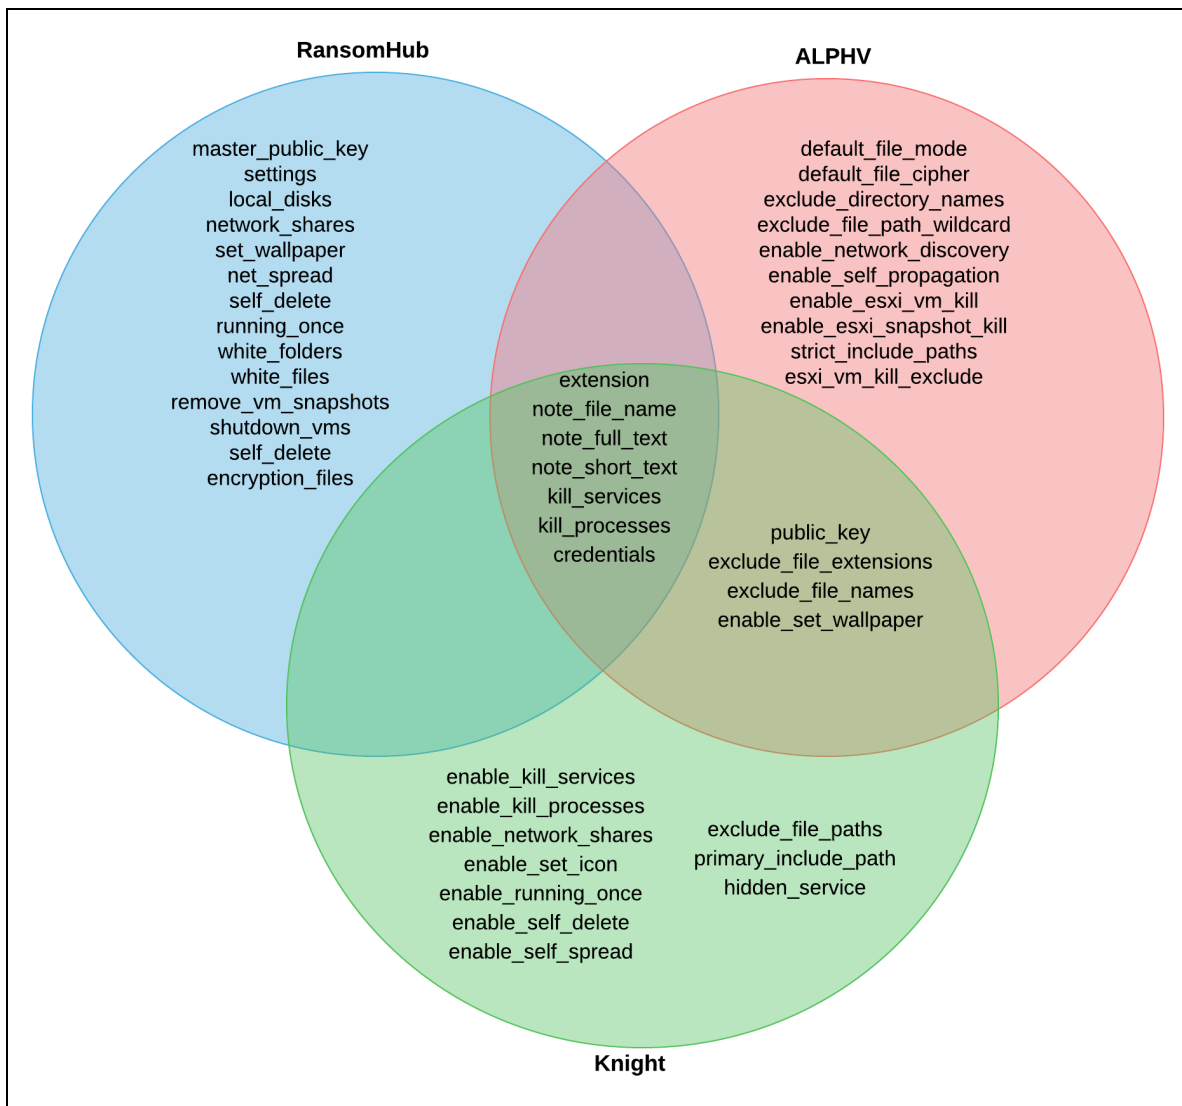 RansomHub
ALPHV
master_public_key
settings
local_disks
network_shares
set_wallpaper
net_spread
self_delete
running_once
white_folders
white_files
remove_vm_snapshots
shutdown_vms
self_delete
encryption_files
default_file_mode
default_file_cipher
exclude_directory_names
exclude_file_path_wildcard
enable_network_discovery
enable_self_propagation
enable_esxi_vm_kill
enable_esxi_snapshot_kill
strict_include_paths
esxi_vm_kill_exclude
extension
note_file_name
note_full_text
note_short_text
kill_services
kill_processes
credentials
public_key
exclude_file_extensions
exclude_file_names
enable_set_wallpaper
enable_kill_services
enable_kill_processes
enable_network_shares
enable_set_icon
enable_running_once
enable_self_delete
enable_self_spread
exclude_file_paths
primary_include_path
hidden_service
Knight